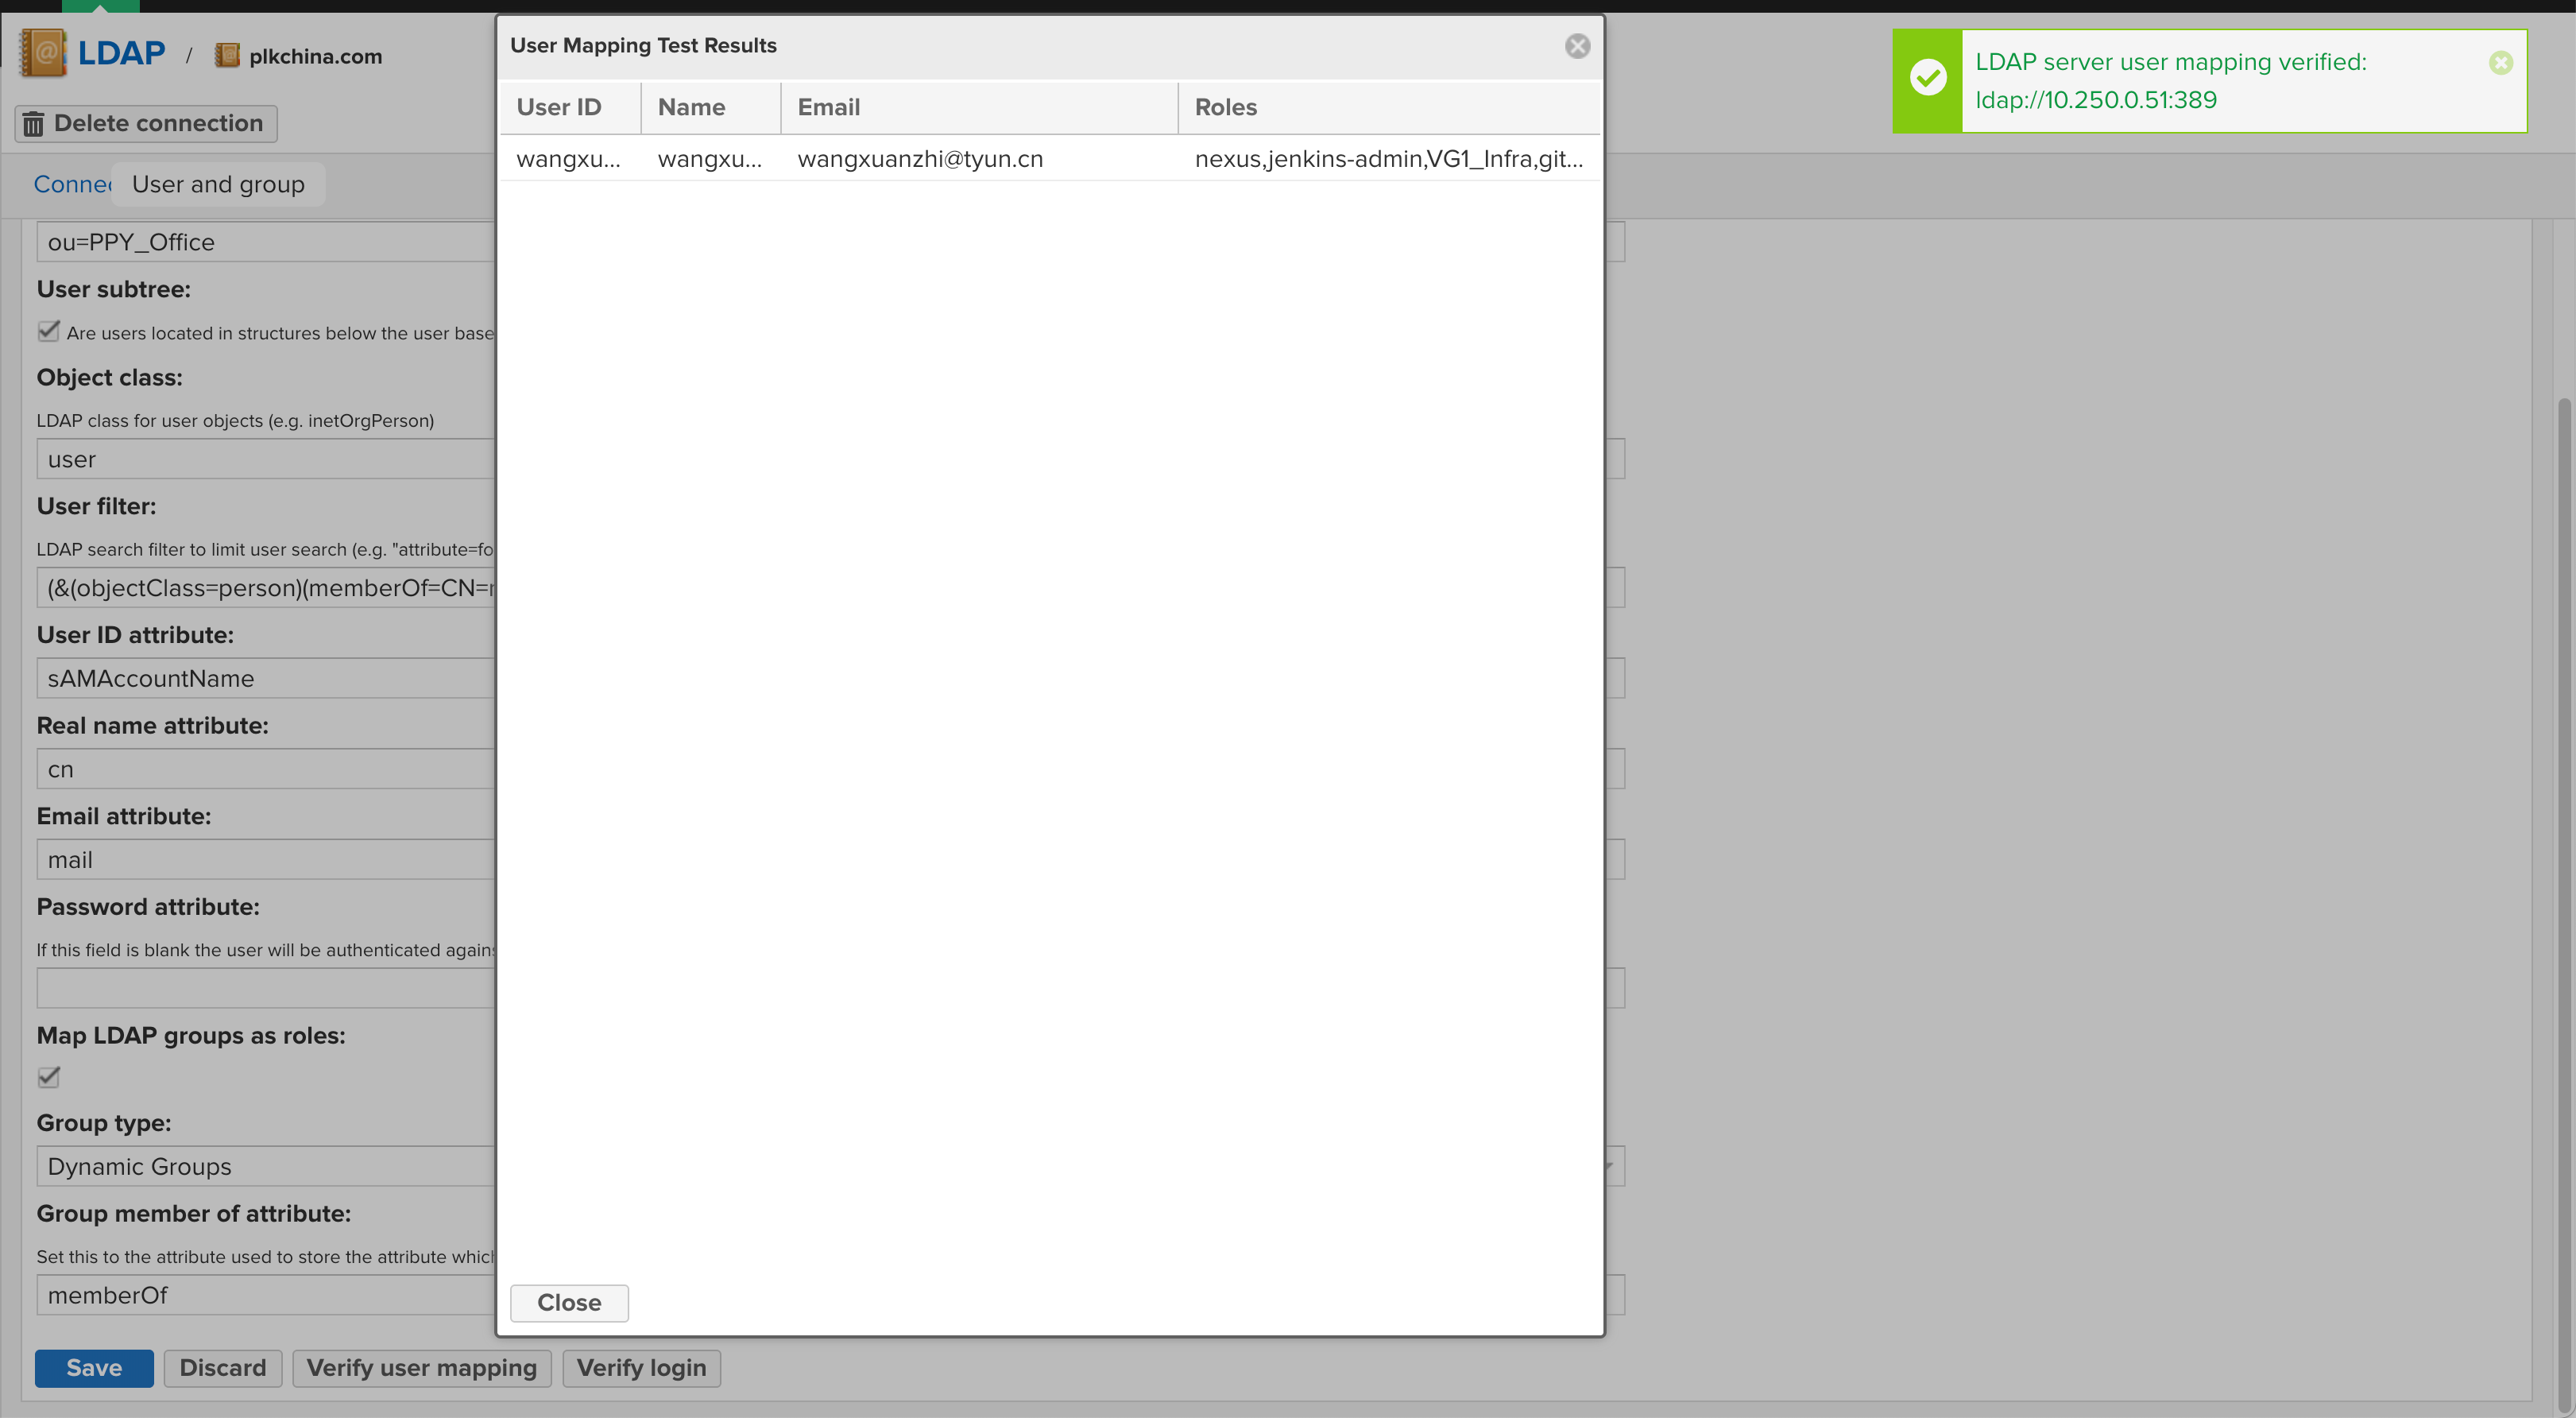 LDAP / plkchina.com
Delete connection
User and group
ou=PPY_Office
User subtree:
Are users located in structures below the user base
Object class:
LDAP class for user objects (e.g. inetOrgPerson)
user
User filter:
LDAP search filter to limit user search (e.g. "attribute=fo
(&(objectClass=person)(memberOf=CN=
User ID attribute:
sAMAccountName
Real name attribute:
cn
Email attribute:
mail
Password attribute:
If this field is blank the user will be authenticated
Map LDAP groups as roles:
Group type:
Dynamic Groups
Group member of attribute:
Set this to the attribute used to store the attribute
memberOf
Save Discard Verify user mapping Verify login
User Mapping Test Results
User ID Name Email Roles
wangxu... wangxu... wangxuanzhi@tyun.cn nexus,jenkins-admin,VG1_Infra,git...
Close
LDAP server user mapping verified:
ldap://10.250.0.51:389